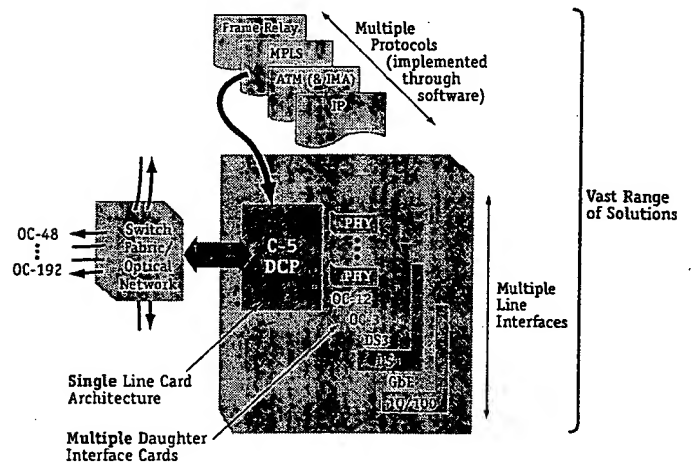 Frame Relay
MPLS
ATM (& IMA)
IP
Multiple
Protocols
(implemented
through
software)
Vast Range
of Solutions
OC-48
OC-192
Switch
Fabric/
Optical
Network
C-5
DCP
PHY
PHY
OC-12
OC-3
DS3
DS1
GbE
10/100
Multiple
Line
Interfaces
Single Line Card
Architecture
Multiple Daughter
Interface Cards